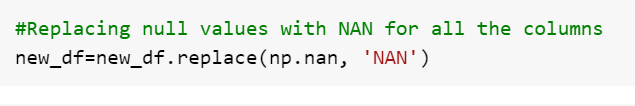 #Replacing null values with NAN for all the columns
new_df=new_df.replace(np.nan, 'NAN')